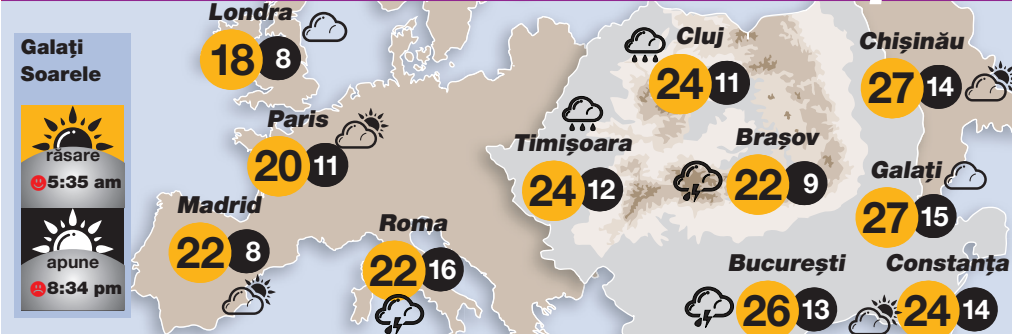 Galați
Soarele
răsare
5:35 am
apune
8:34 pm
Londra
18 8
Paris
20 11
Madrid
22 8
Roma
22 16
Cluj
24 11
Timișoara
24 12
Brașov
22 9
Chișinău
27 14
Galați
27 15
București
26 13
Constanța
24 14